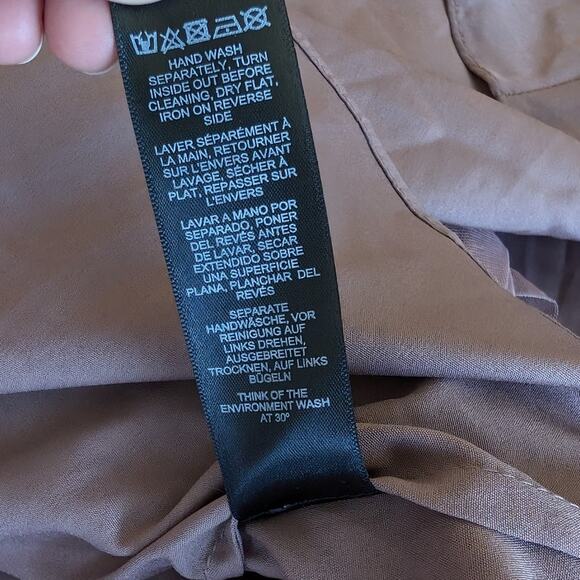 HAND WASH
SEPARATELY, TURN
INSIDE OUT BEFORE
CLEANING, DRY FLAT,
IRON ON REVERSE
SIDE
LAVER SÉPARÉMENT À
LA MAIN, RETOURNER
SUR L'ENVERS AVANT
LAVAGE, SÉCHER À
PLAT, REPASSER SUR
L'ENVERS
LAVAR A MANO POR
SEPARADO, PONER
DEL REVÉS ANTES
DE LAVAR, SECAR
EXTENDIDO SOBRE
UNA SUPERFICIE
PLANA, PLANCHAR DEL
REVÉS
SEPARATE
HANDWÄSCHE, VOR
REINIGUNG AUF
LINKS DREHEN,
AUSGEBREITET
TROCKNEN, AUF LINKS
BÜGELN
THINK OF THE
ENVIRONMENT WASH
AT 30º